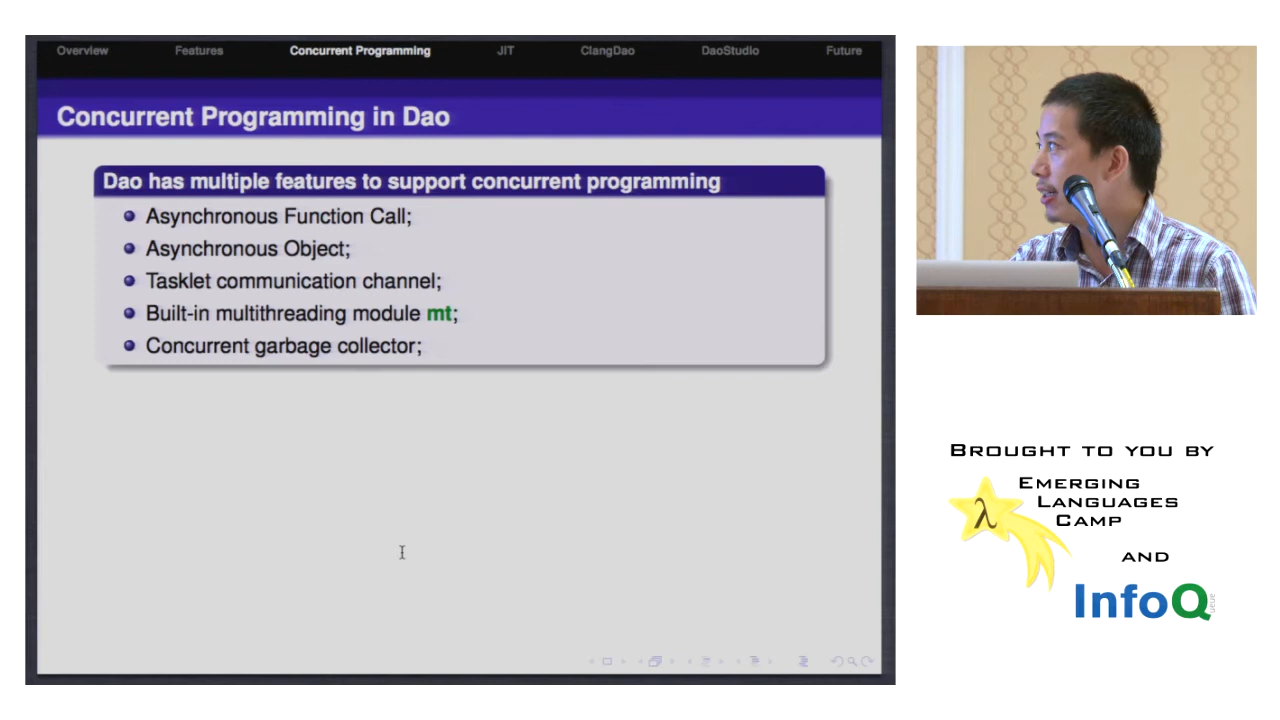 Overview Features Concurrent Programming JIT ClangDao DaoStudio Future
Concurrent Programming in Dao
Dao has multiple features to support concurrent programming
Asynchronous Function Call;
Asynchronous Object;
Tasklet communication channel;
Built-in multithreading module mt;
Concurrent garbage collector;
Brought to you by
Emerging
Languages
Camp
and
InfoQ
ueue
λ